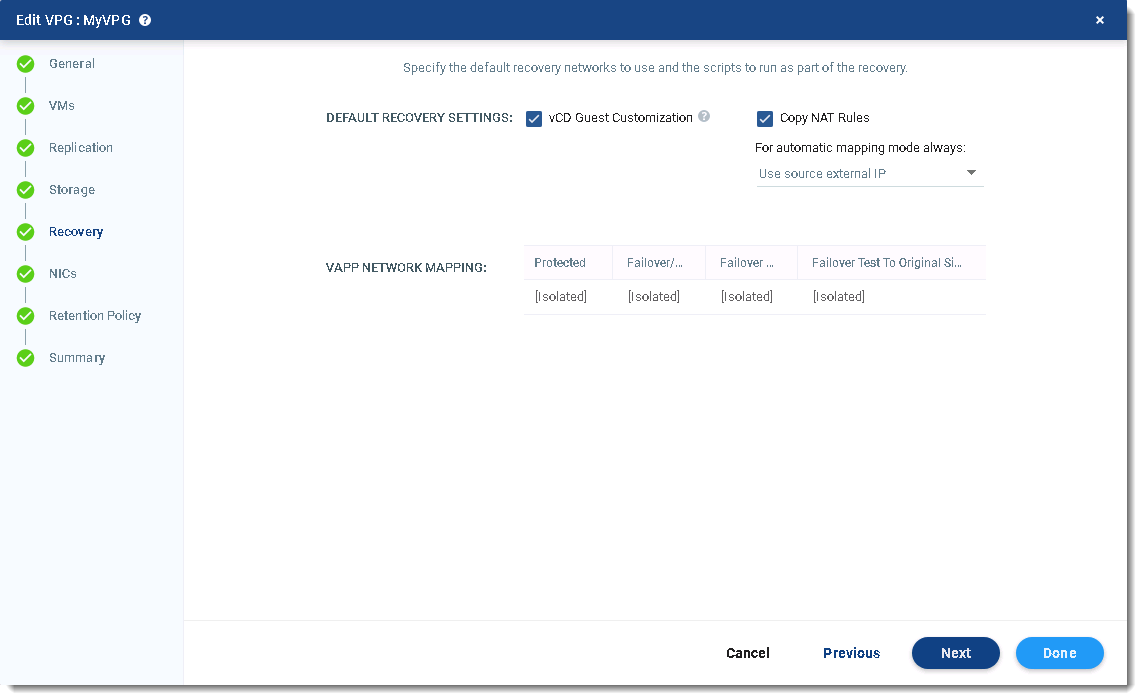 Edit VPG : MyVPG ?
General
VMs
Replication
Storage
Recovery
NICs
Retention Policy
Summary
Specify the default recovery networks to use and the scripts to run as part of the recovery.
DEFAULT RECOVERY SETTINGS: vCD Guest Customization ? Copy NAT Rules
For automatic mapping mode always:
Use source external IP
VAPP NETWORK MAPPING:
Protected Failover/... Failover ... Failover Test To Original Si...
[Isolated] [Isolated] [Isolated] [Isolated]
Cancel Previous Next Done